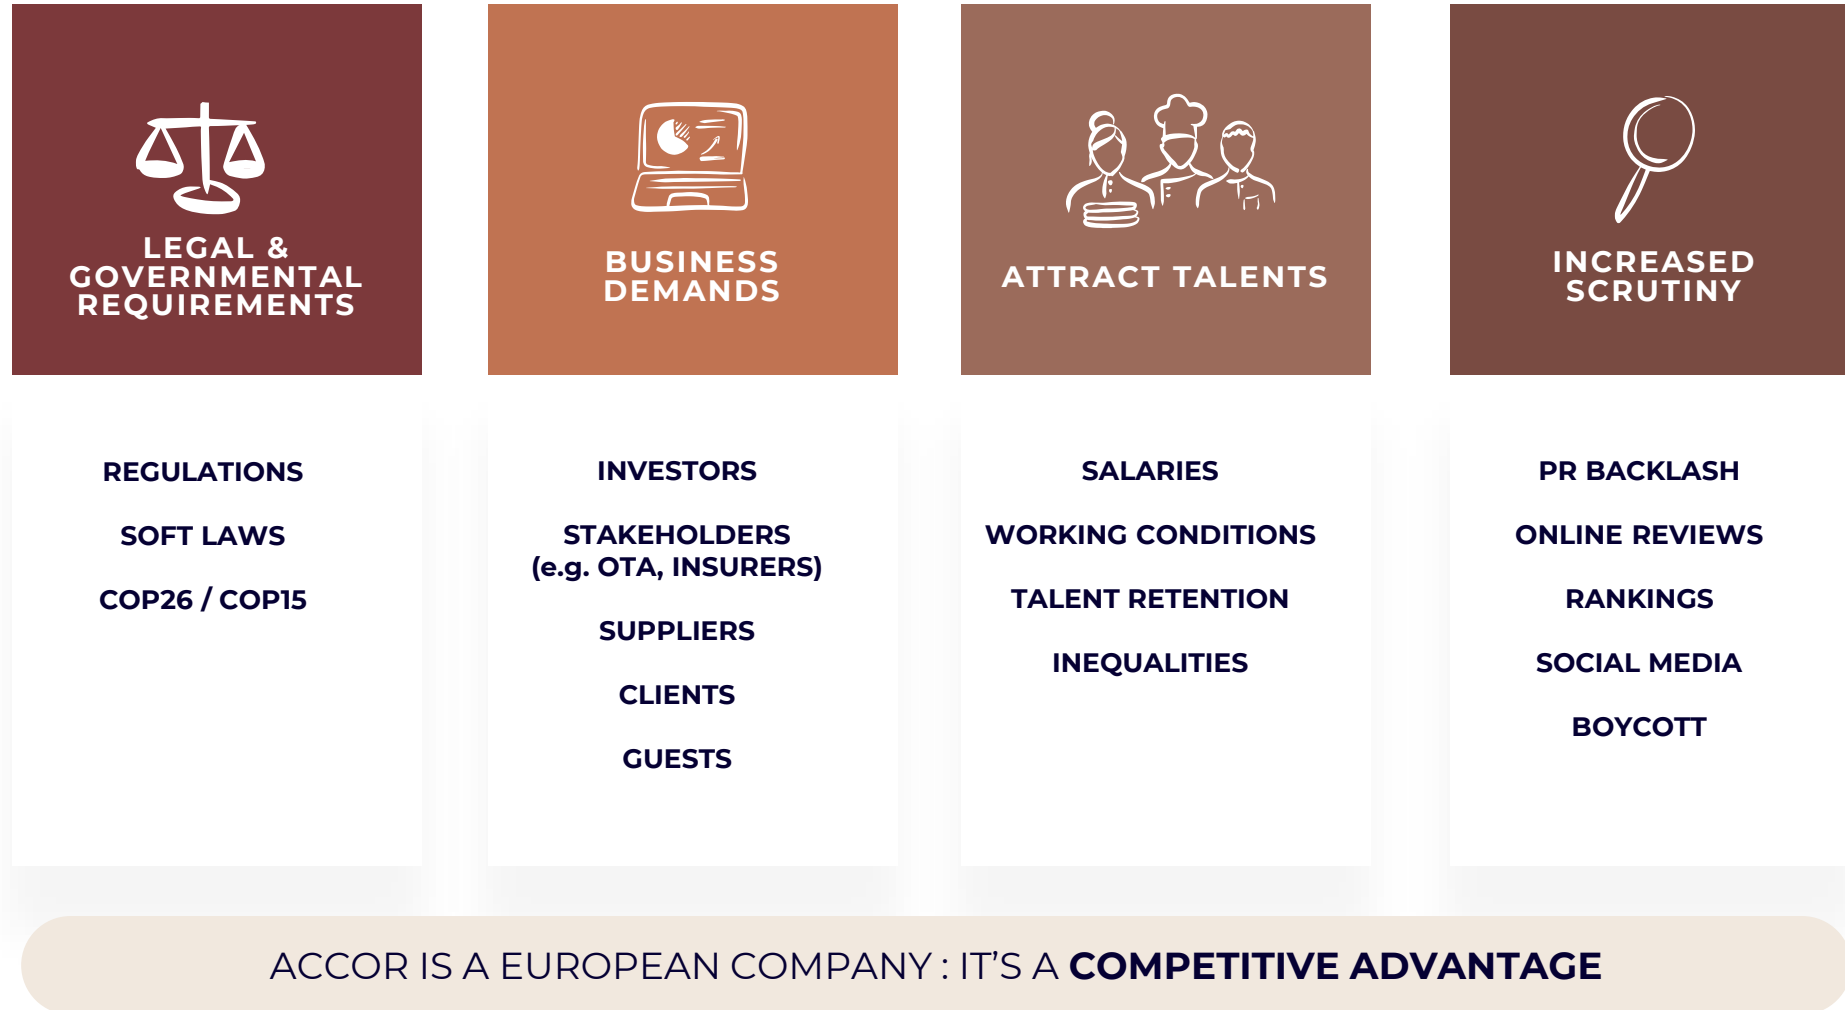 LEGAL &
GOVERNMENTAL
REQUIREMENTS
REGULATIONS
SOFT LAWS
COP26 / COP15
BUSINESS
DEMANDS
INVESTORS
STAKEHOLDERS
(e.g. OTA, INSURERS)
SUPPLIERS
CLIENTS
GUESTS
ATTRACT TALENTS
SALARIES
WORKING CONDITIONS
TALENT RETENTION
INEQUALITIES
INCREASED
SCRUTINY
PR BACKLASH
ONLINE REVIEWS
RANKINGS
SOCIAL MEDIA
BOYCOTT
ACCOR IS A EUROPEAN COMPANY : IT’S A COMPETITIVE ADVANTAGE